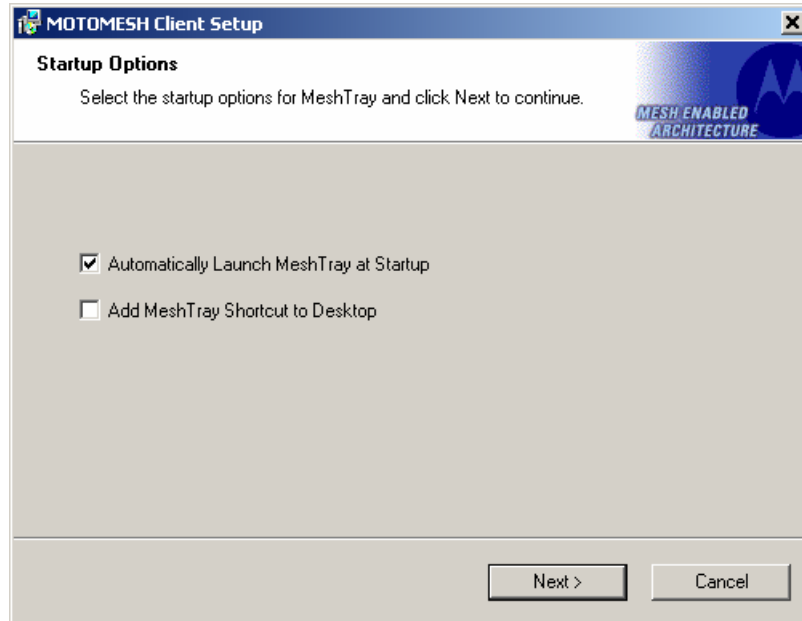 MOTOMESH Client Setup
Startup Options
Select the startup options for MeshTray and click Next to continue.
MESH ENABLED
ARCHITECTURE
Automatically Launch MeshTray at Startup
Add MeshTray Shortcut to Desktop
Next >
Cancel